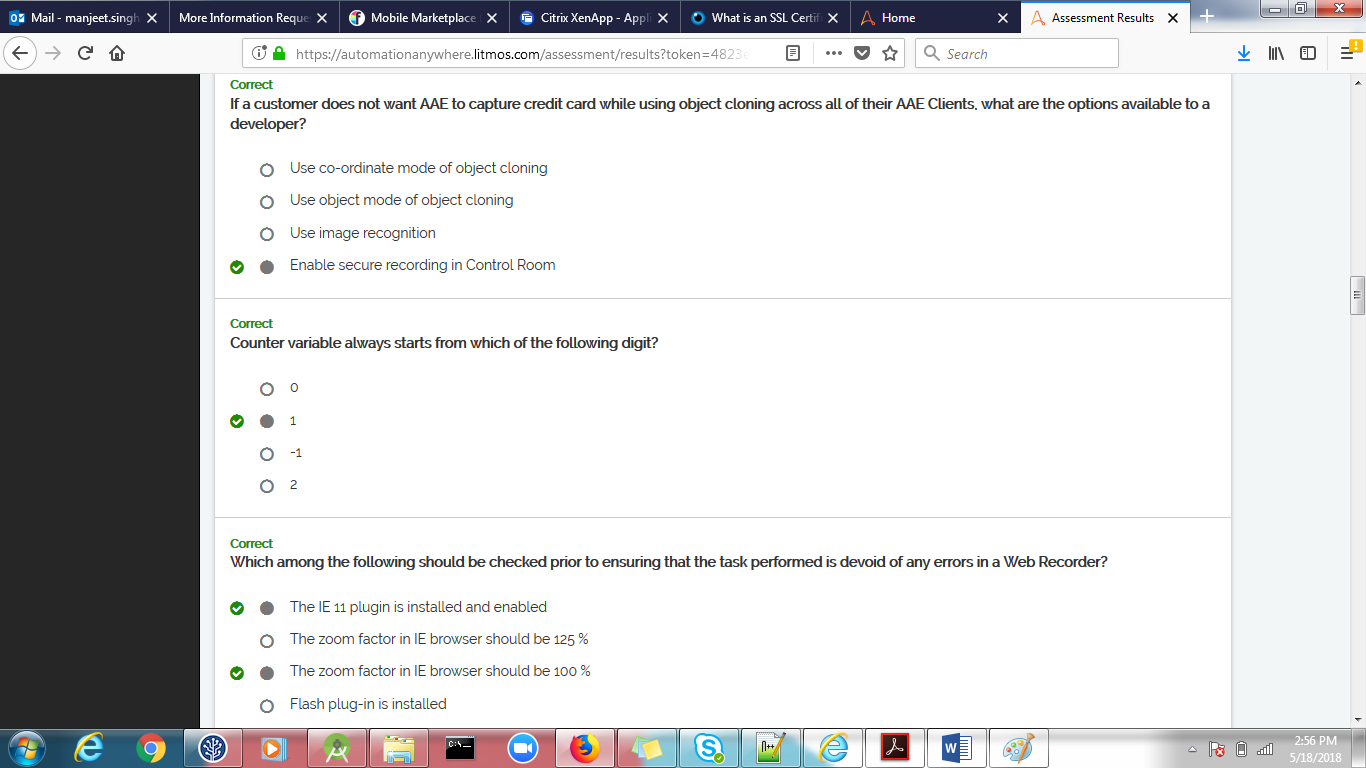 Mail - manjeet.singh
More Information Reque
Mobile Marketplace
Citrix XenApp - Appli
What is an SSL Certifi
Home
Assessment Results
https://automationanywhere.litmos.com/assessment/results?token=4823
Search
Correct
If a customer does not want AAE to capture credit card while using object cloning across all of their AAE Clients, what are the options available to a
developer?
Use co-ordinate mode of object cloning
Use object mode of object cloning
Use image recognition
Enable secure recording in Control Room
Correct
Counter variable always starts from which of the following digit?
0
1
-1
2
Correct
Which among the following should be checked prior to ensuring that the task performed is devoid of any errors in a Web Recorder?
The IE 11 plugin is installed and enabled
The zoom factor in IE browser should be 125 %
The zoom factor in IE browser should be 100 %
Flash plug-in is installed
2:56 PM
5/18/2018